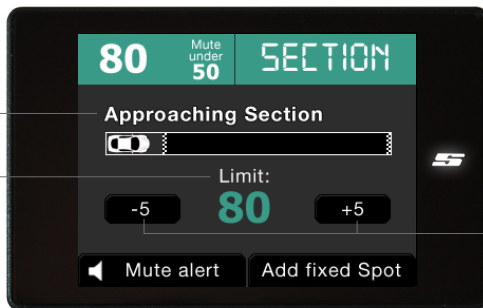 80
Mute
under
50
SECTION
Approaching Section
Limit:
-5
80
+5
Mute alert
Add fixed Spot